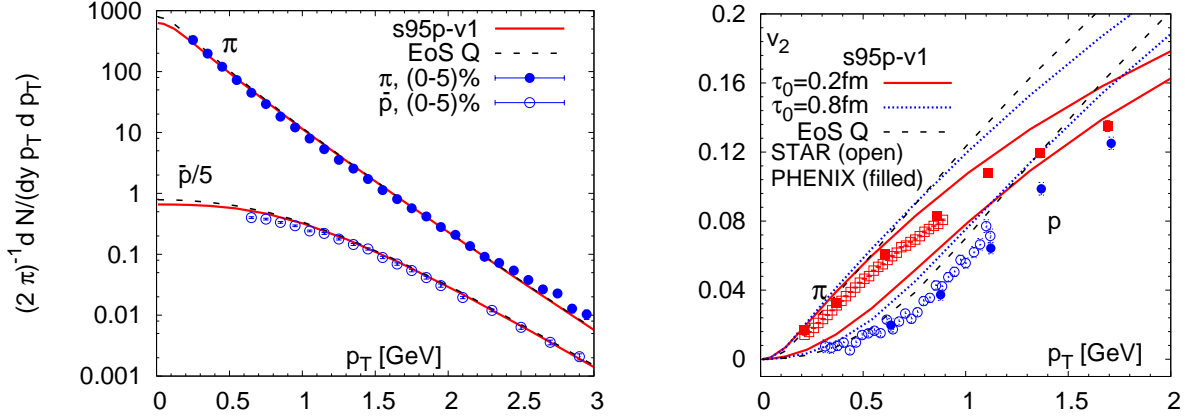 1000
100
10
1
0.1
0.01
0.001
(2 π)⁻¹ d N/(dy p_T d p_T)
π
p̄/5
s95p-v1
EoS Q
π, (0-5)%
p̄, (0-5)%
p_T [GeV]
0 0.5 1 1.5 2 2.5 3
v₂
0.2
0.16
0.12
0.08
0.04
0
s95p-v1
τ₀=0.2fm
τ₀=0.8fm
EoS Q
STAR (open)
PHENIX (filled)
π
p
p_T [GeV]
0 0.5 1 1.5 2